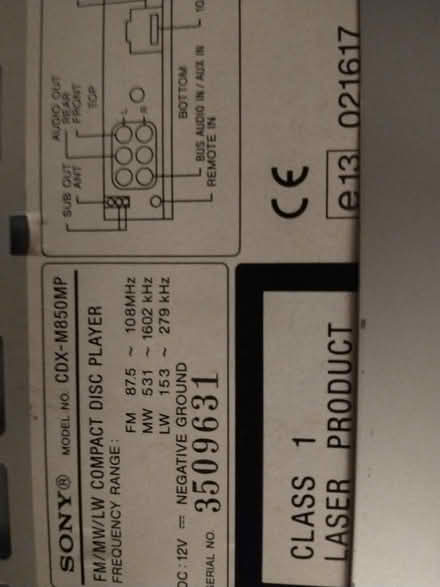 AUDIO OUT
REAR
FRONT
TOP
SUB OUT
ANT
L
R
BOTTOM
BUS AUDIO IN / AUX IN
REMOTE IN
10
CE
e13 021617
SONY® MODEL NO. CDX-M850MP
FM/MW/LW COMPACT DISC PLAYER
FREQUENCY RANGE:
FM 87.5 ~ 108MHz
MW 531 ~ 1602 kHz
LW 153 ~ 279 kHz
DC : 12V ⎓ NEGATIVE GROUND
SERIAL NO. 3509631
CLASS 1
LASER PRODUCT